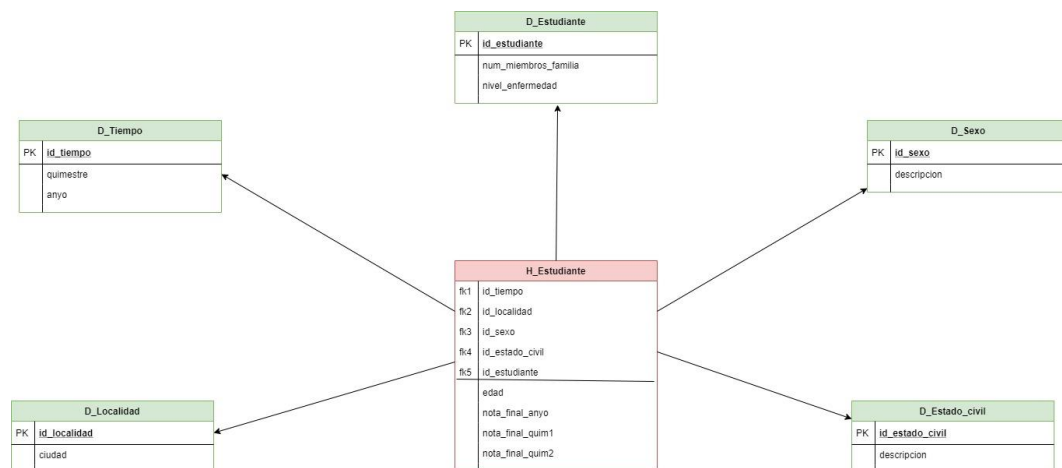 D_Estudiante
PK id_estudiante
num_miembros_familia
nivel_enfermedad
D_Tiempo
PK id_tiempo
quimestre
anyo
D_Sexo
PK id_sexo
descripcion
H_Estudiante
fk1 id_tiempo
fk2 id_localidad
fk3 id_sexo
fk4 id_estado_civil
fk5 id_estudiante
edad
nota_final_anyo
nota_final_quim1
nota_final_quim2
D_Localidad
PK id_localidad
ciudad
D_Estado_civil
PK id_estado_civil
descripcion